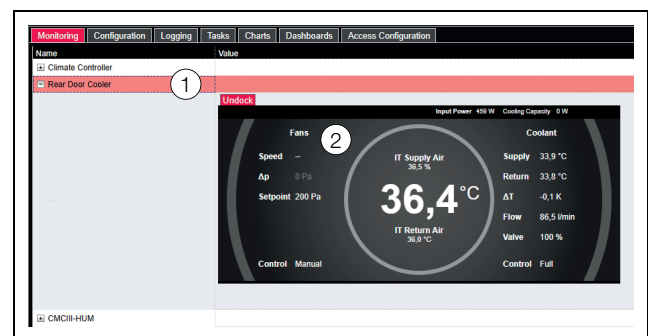 Monitoring Configuration Logging Tasks Charts Dashboards Access Configuration
Name Value
Climate Controller
Rear Door Cooler
1
Undock
Input Power 459 W Cooling Capacity 0 W
Fans
2
Coolant
Speed –
Δp 0 Pa
Setpoint 200 Pa
Control Manual
IT Supply Air
36,5 %
36,4 °C
IT Return Air
36,0 °C
Supply 33,9 °C
Return 33,8 °C
ΔT -0,1 K
Flow 86,5 l/min
Valve 100 %
Control Full
CMCIII-HUM